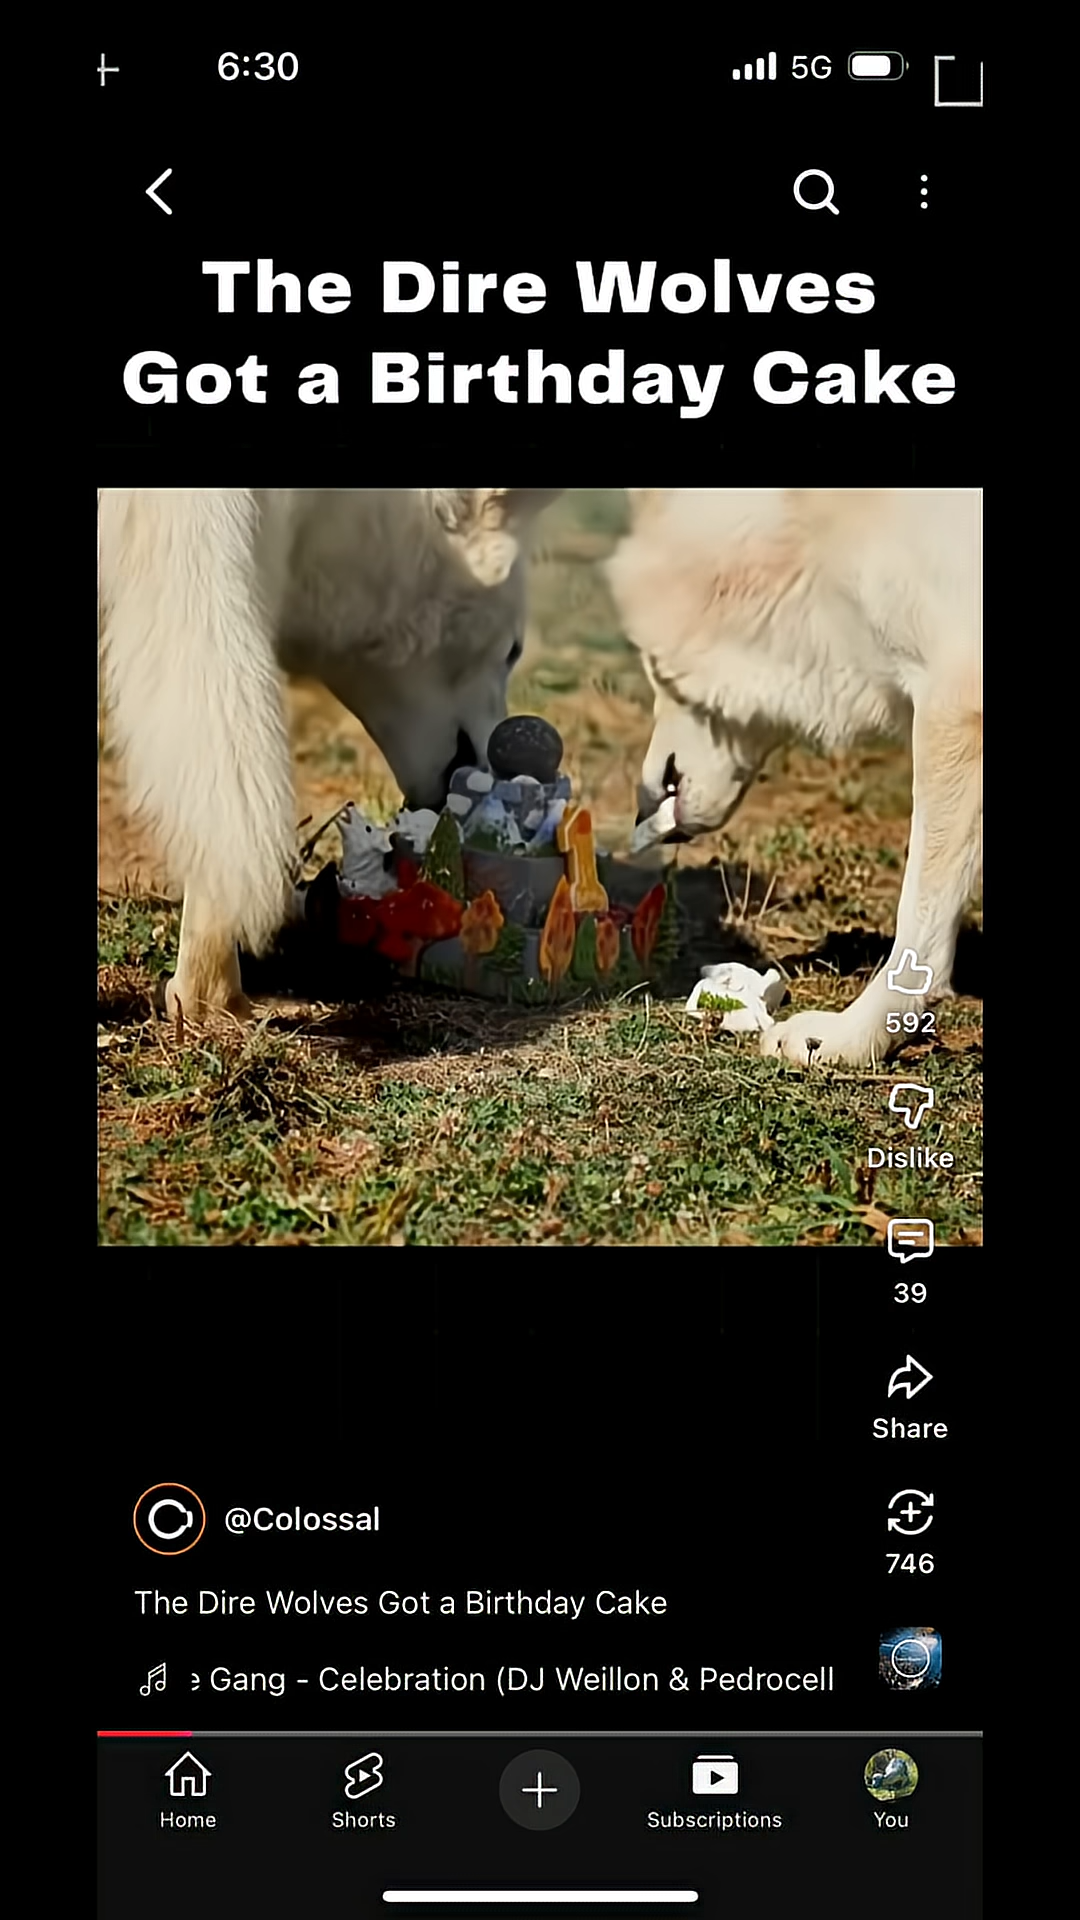 6:30
5G
The Dire Wolves
Got a Birthday Cake
1
592
Dislike
39
Share
@Colossal
746
The Dire Wolves Got a Birthday Cake
e Gang - Celebration (DJ Weillon & Pedrocell
Home
Shorts
Subscriptions
You